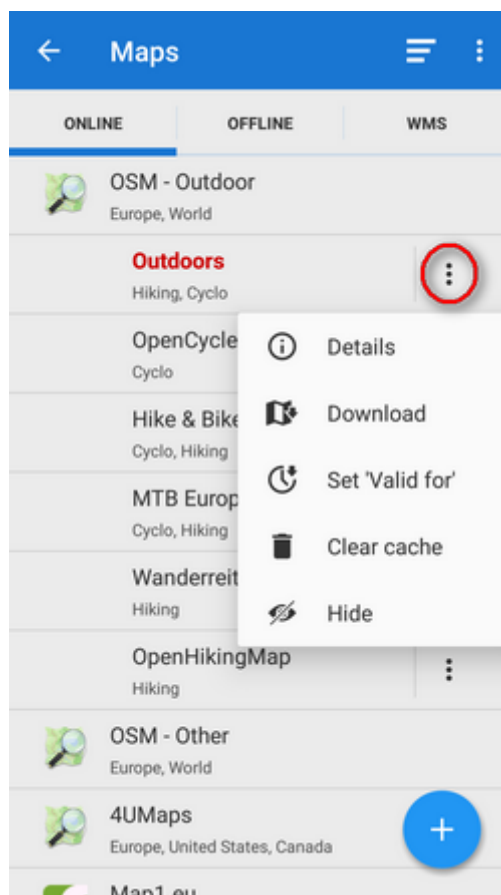 Maps
ONLINE OFFLINE WMS
OSM - Outdoor
Europe, World
Outdoors
Hiking, Cyclo
OpenCycle
Cyclo
Hike & Bike
Cyclo, Hiking
MTB Europ
Cyclo, Hiking
Wanderreit
Hiking
OpenHikingMap
Hiking
Details
Download
Set 'Valid for'
Clear cache
Hide
OSM - Other
Europe, World
4UMaps
Europe, United States, Canada
Map1.eu